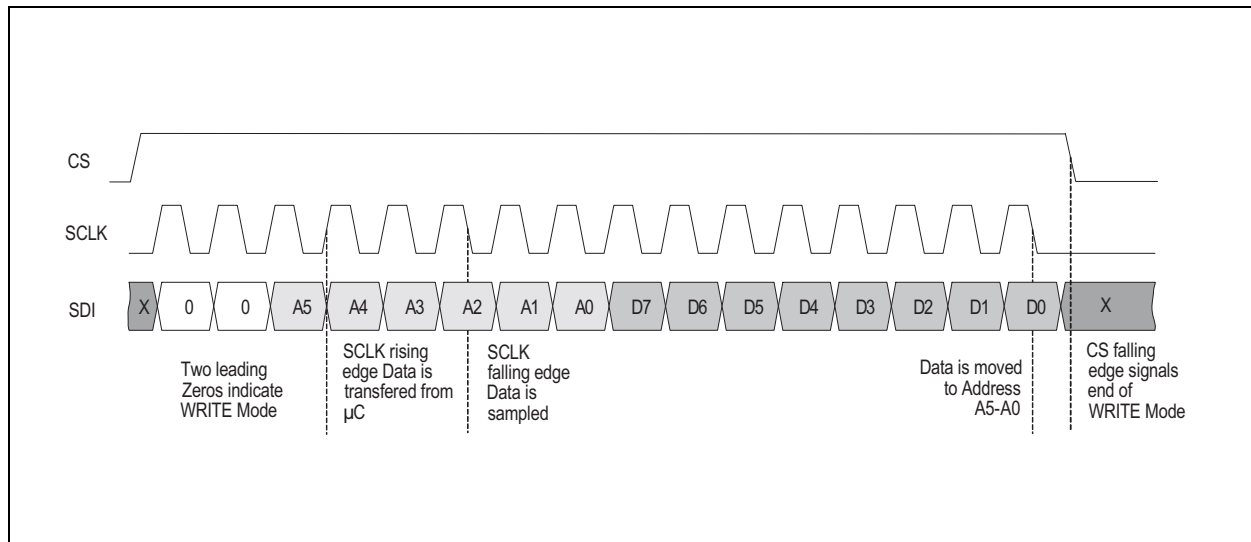 CS
SCLK
SDI X 0 0 A5 A4 A3 A2 A1 A0 D7 D6 D5 D4 D3 D2 D1 D0 X
Two leading
Zeros indicate
WRITE Mode
SCLK rising
edge Data is
transfered from
µC
SCLK
falling edge
Data is
sampled
Data is moved
to Address
A5-A0
CS falling
edge signals
end of
WRITE Mode